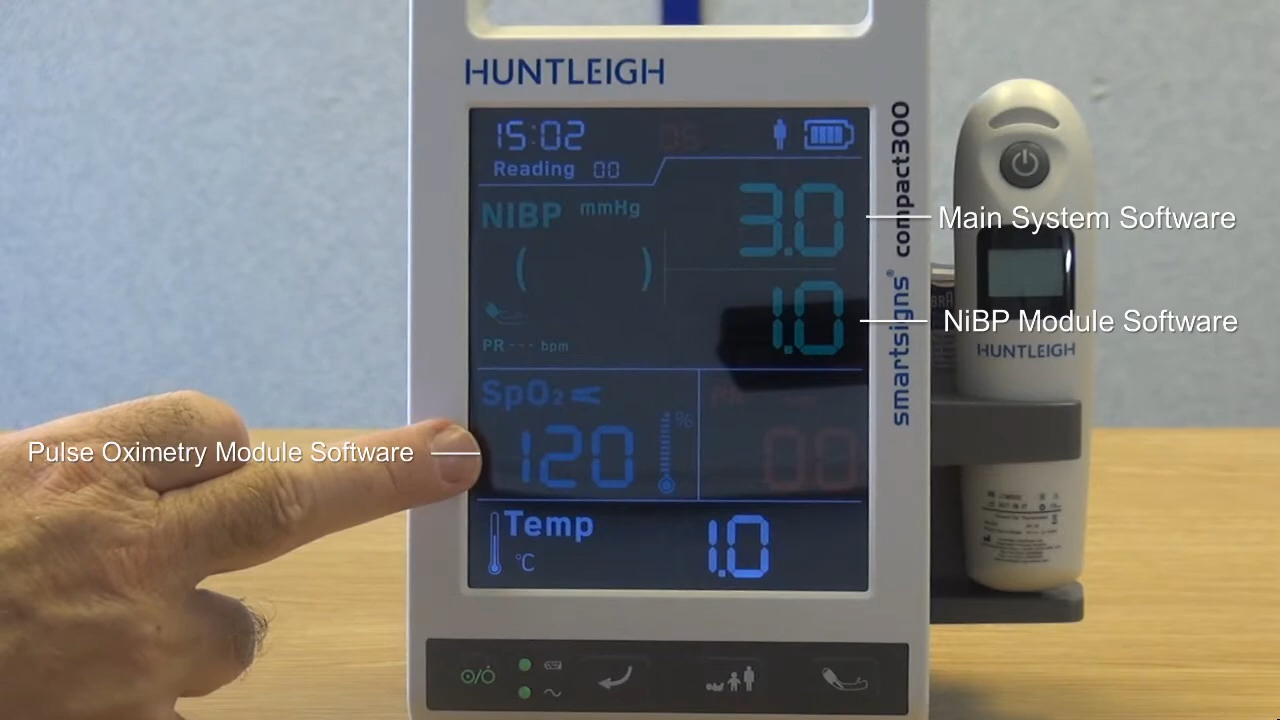 HUNTLEIGH
15:02
Reading 00
NIBP mmHg
3.0
( )
1.0
PR --- bpm
SpO₂
120
%
00
Temp
°C
1.0
smartsigns® compact300
Main System Software
NiBP Module Software
Pulse Oximetry Module Software
HUNTLEIGH